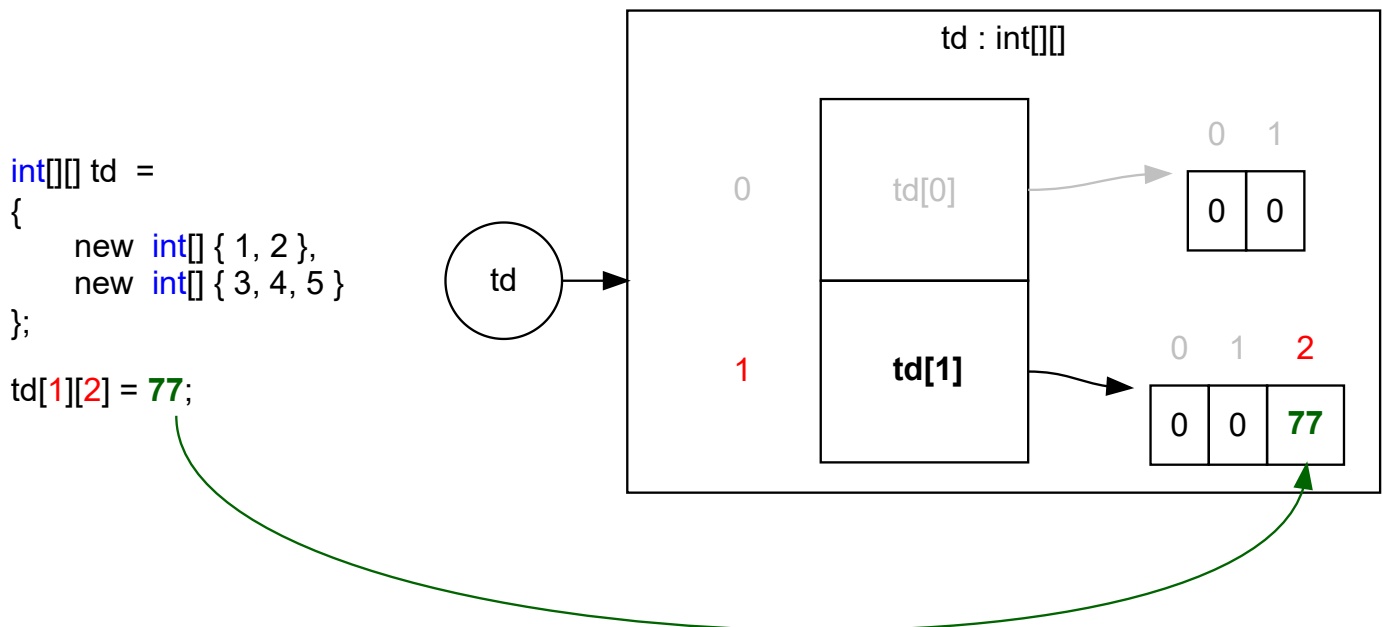 int[][] td =
{
new int[] { 1, 2 },
new int[] { 3, 4, 5 }
};
td[1][2] = 77;
td
td : int[][]
0
td[0]
0 1
0 0
1
td[1]
0 1 2
0 0 77